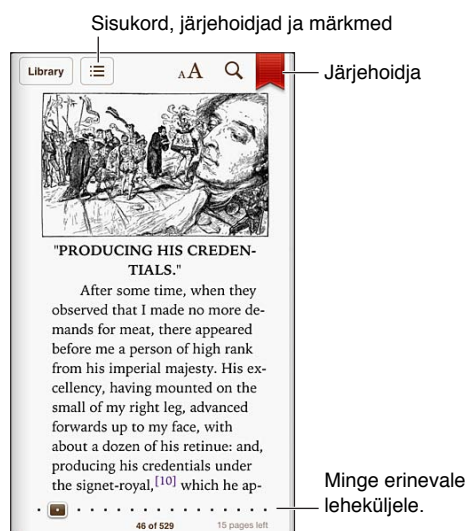 Sisukord, järjehoidjad ja märkmed
Library
AA
Järjehoidja
"PRODUCING HIS CREDEN-
TIALS."
After some time, when they
observed that I made no more de-
mands for meat, there appeared
before me a person of high rank
from his imperial majesty. His ex-
cellency, having mounted on the
small of my right leg, advanced
forwards up to my face, with
about a dozen of his retinue: and,
producing his credentials under
the signet-royal,[10] which he ap-
Minge erinevale
leheküljele.
46 of 529
15 pages left